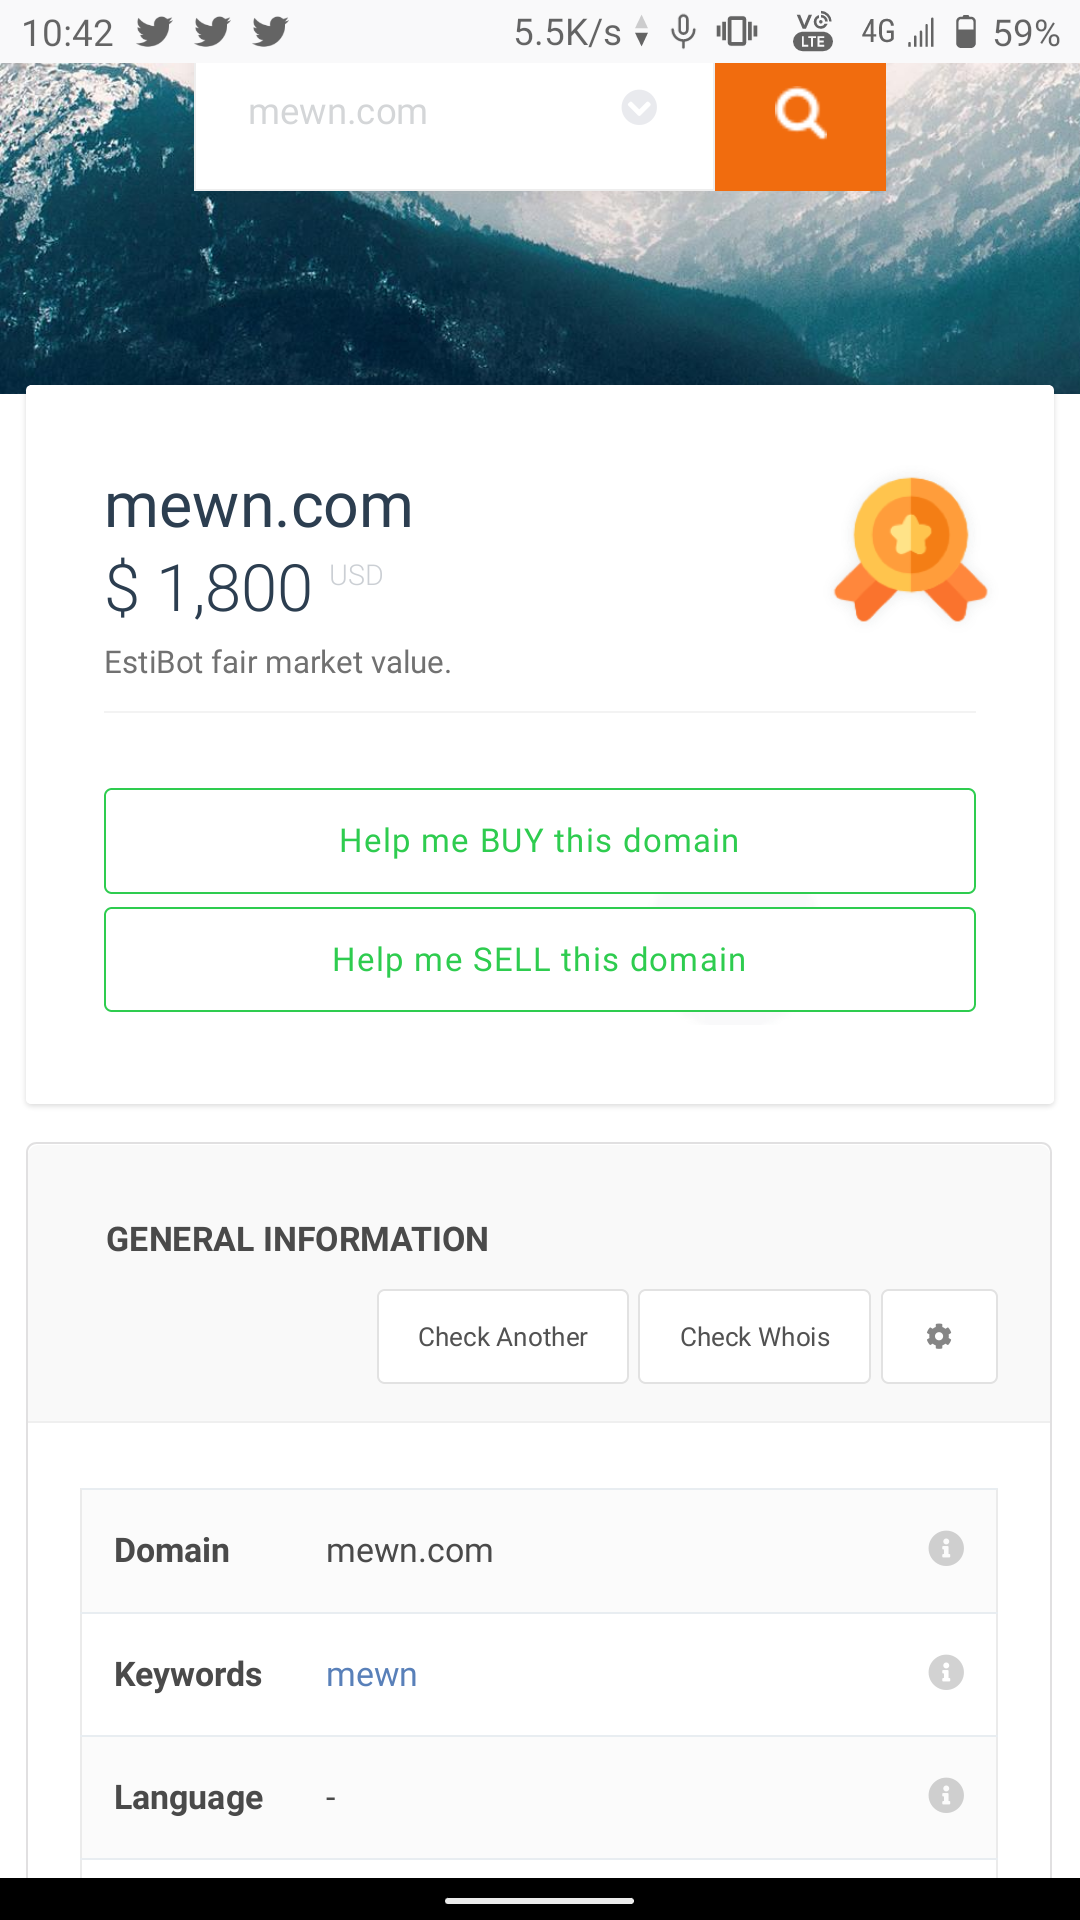 10:42 5.5K/s VO LTE 4G 59%
mewn.com
mewn.com
$ 1,800 USD
EstiBot fair market value.
Help me BUY this domain
Help me SELL this domain
GENERAL INFORMATION
Check Another Check Whois
Domain mewn.com
Keywords mewn
Language -